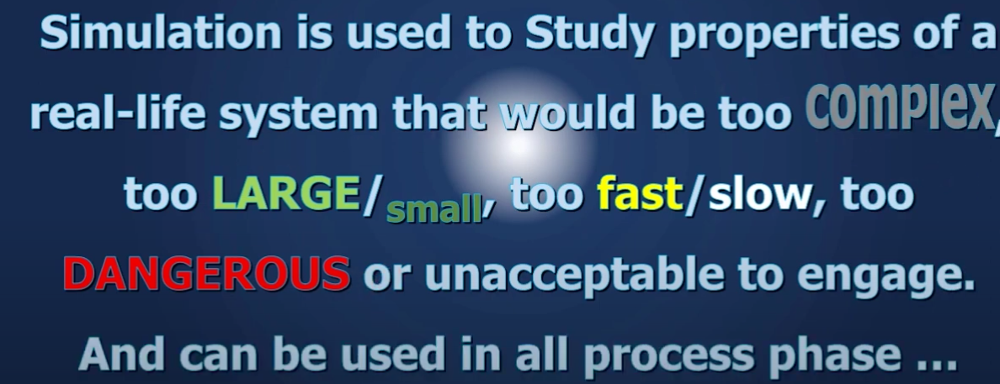 Simulation is used to Study properties of a
real-life system that would be too complex,
too LARGE/small, too fast/slow, too
DANGEROUS or unacceptable to engage.
And can be used in all process phase ...